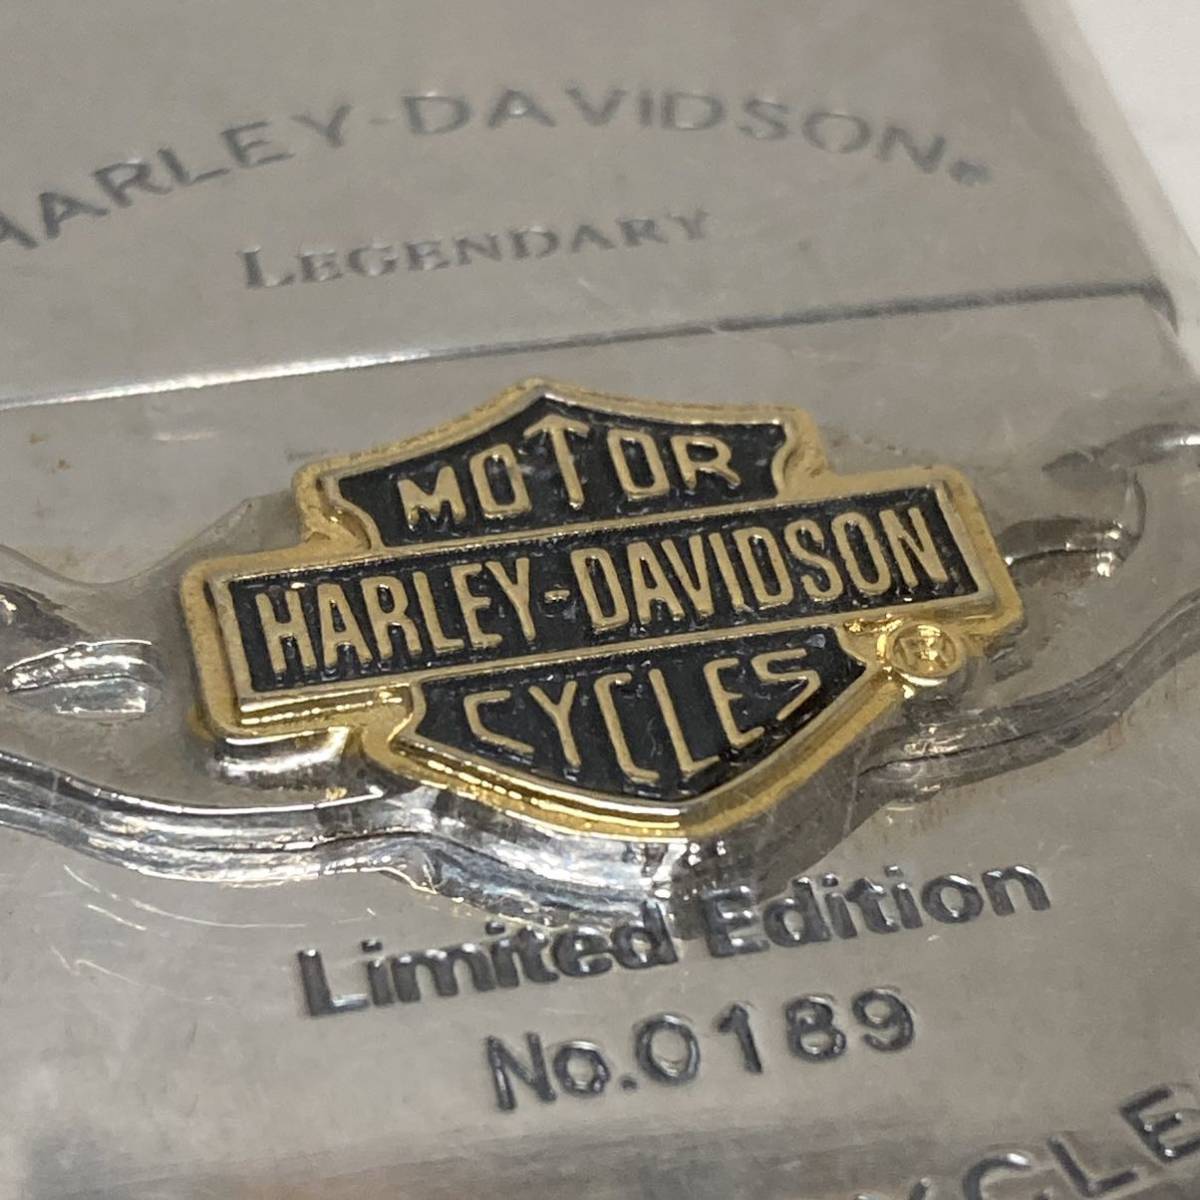 HARLEY-DAVIDSON®
LEGENDARY
MOTOR
HARLEY-DAVIDSON
CYCLES ®
Limited Edition
No.0189